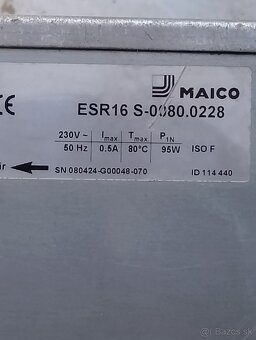 MAICO
CE
ESR16 S-0080.0228
230V~ Imax Tmax P1N
50 Hz 0.5A 80°C 95W ISO F
ir
SN 080424-G00048-070 ID 114 440
© Bazos.sk